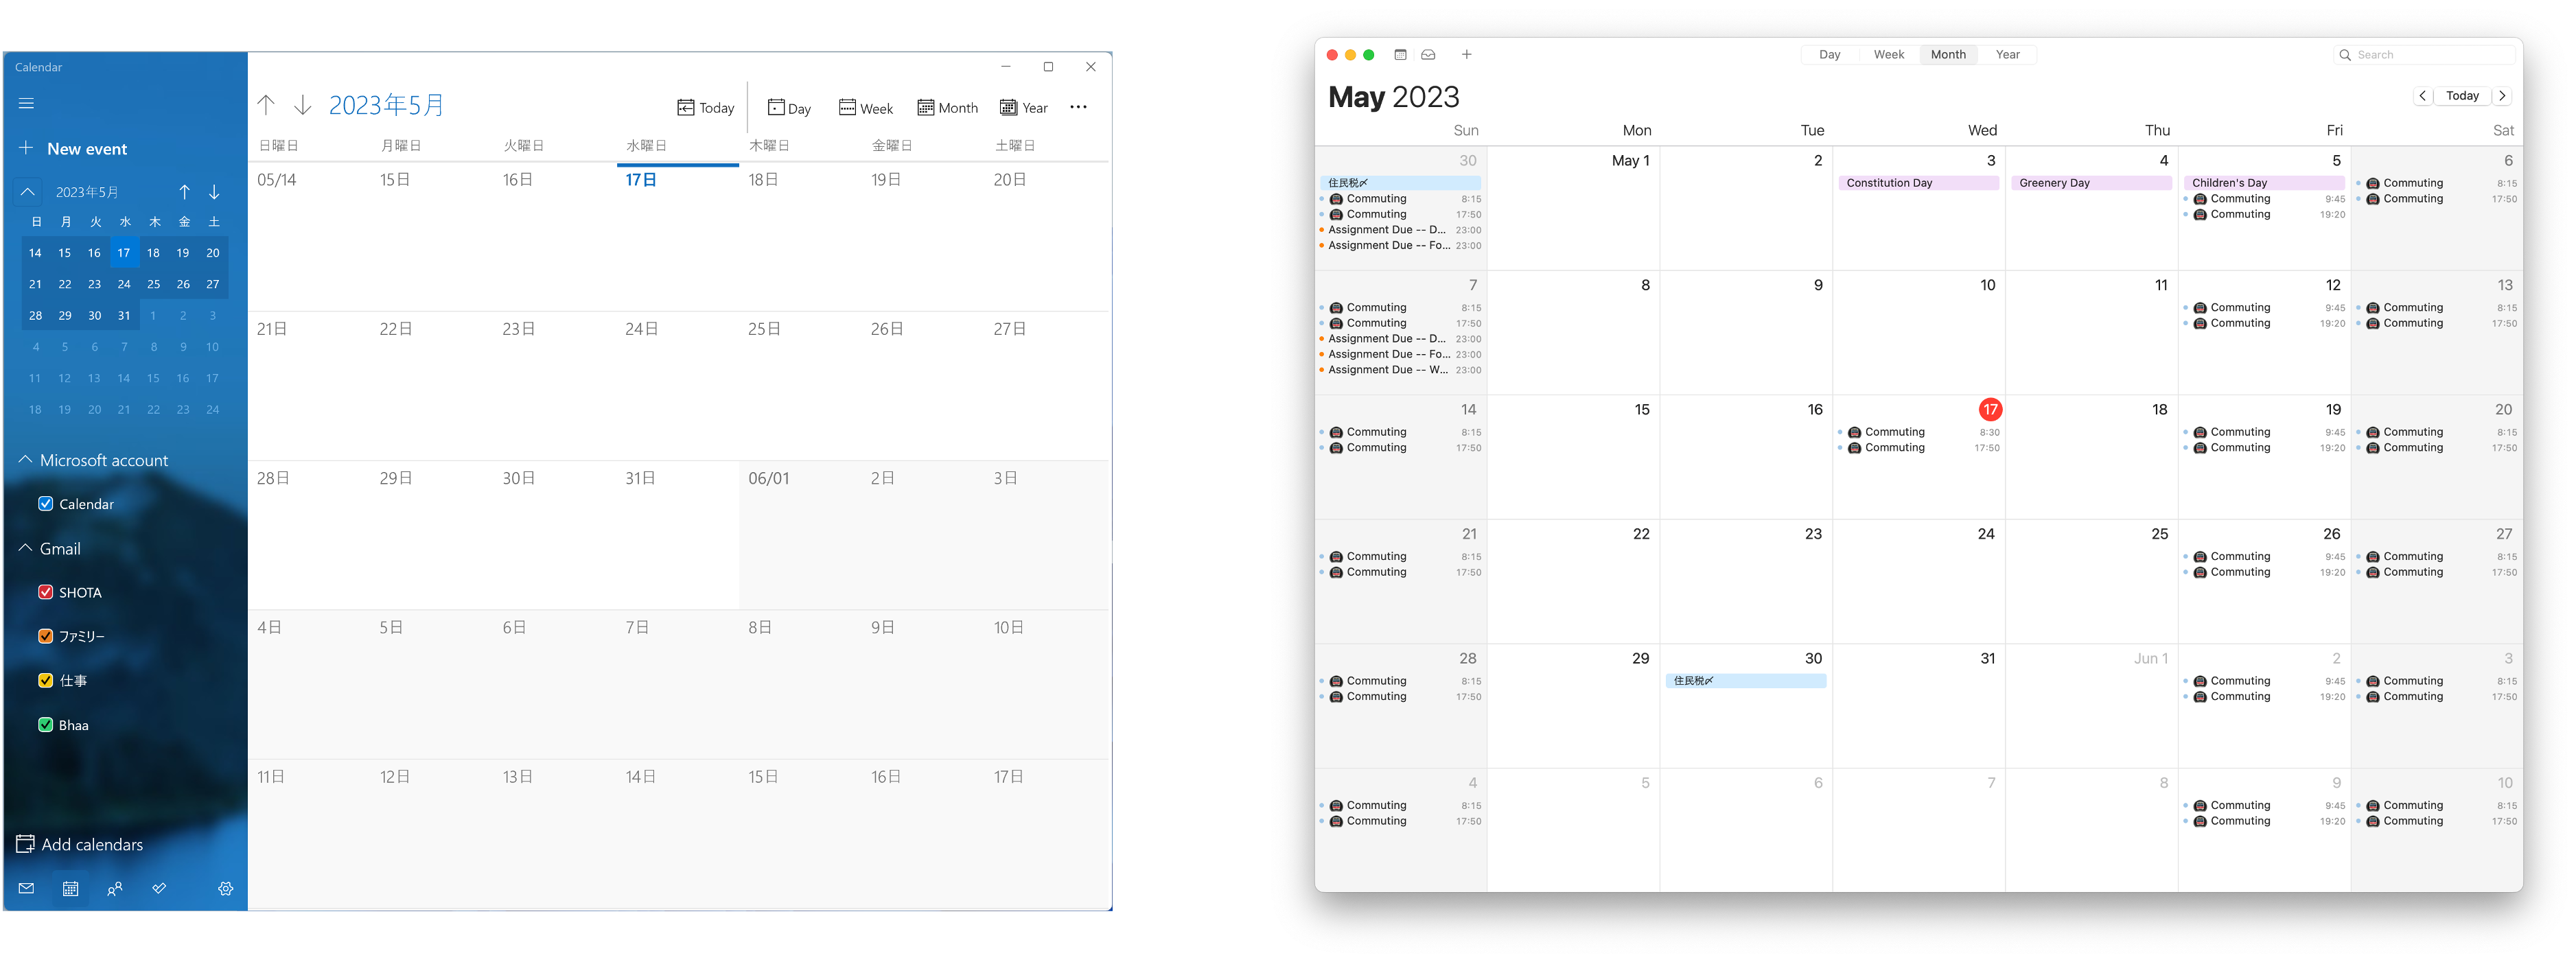 Calendar
New event
2023年5月
日 月 火 水 木 金 土
14 15 16 17 18 19 20
21 22 23 24 25 26 27
28 29 30 31 1 2 3
4 5 6 7 8 9 10
11 12 13 14 15 16 17
18 19 20 21 22 23 24
Microsoft account
Calendar
Gmail
SHOTA
ファミリー
仕事
Bhaa
Add calendars
2023年5月 Today Day Week Month Year
日曜日 月曜日 火曜日 水曜日 木曜日 金曜日 土曜日
05/14 15日 16日 17日 18日 19日 20日
21日 22日 23日 24日 25日 26日 27日
28日 29日 30日 31日 06/01 2日 3日
4日 5日 6日 7日 8日 9日 10日
11日 12日 13日 14日 15日 16日 17日
Day Week Month Year Search
May 2023 Today
Sun Mon Tue Wed Thu Fri Sat
30 May 1 2 3 4 5 6
住民税〆 Constitution Day Greenery Day Children's Day Commuting 8:15
Commuting 8:15 Commuting 9:45 Commuting 17:50
Commuting 17:50 Commuting 19:20
Assignment Due -- D... 23:00
Assignment Due -- Fo... 23:00
7 8 9 10 11 12 13
Commuting 8:15 Commuting 9:45 Commuting 8:15
Commuting 17:50 Commuting 19:20 Commuting 17:50
Assignment Due -- D... 23:00
Assignment Due -- Fo... 23:00
Assignment Due -- W... 23:00
14 15 16 17 18 19 20
Commuting 8:15 Commuting 8:30 Commuting 9:45 Commuting 8:15
Commuting 17:50 Commuting 17:50 Commuting 19:20 Commuting 17:50
21 22 23 24 25 26 27
Commuting 8:15 Commuting 9:45 Commuting 8:15
Commuting 17:50 Commuting 19:20 Commuting 17:50
28 29 30 31 Jun 1 2 3
Commuting 8:15 住民税〆 Commuting 9:45 Commuting 8:15
Commuting 17:50 Commuting 19:20 Commuting 17:50
4 5 6 7 8 9 10
Commuting 8:15 Commuting 9:45 Commuting 8:15
Commuting 17:50 Commuting 19:20 Commuting 17:50